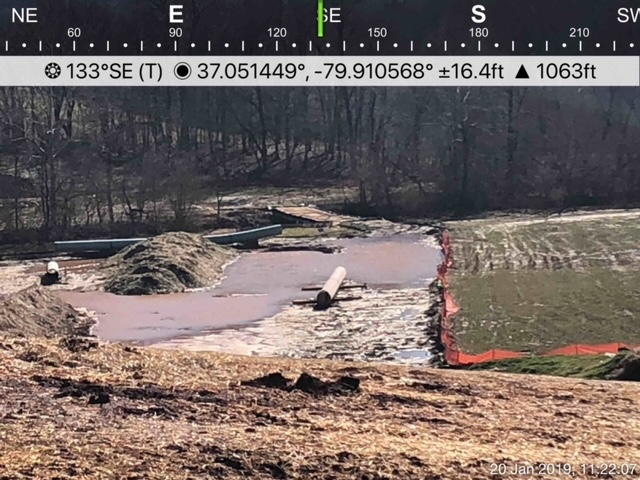 NE E SE S SW
60 90 120 150 180 210
133°SE (T) 37.051449°, -79.910568° ±16.4ft ▲ 1063ft
20 Jan 2019, 11:22:07